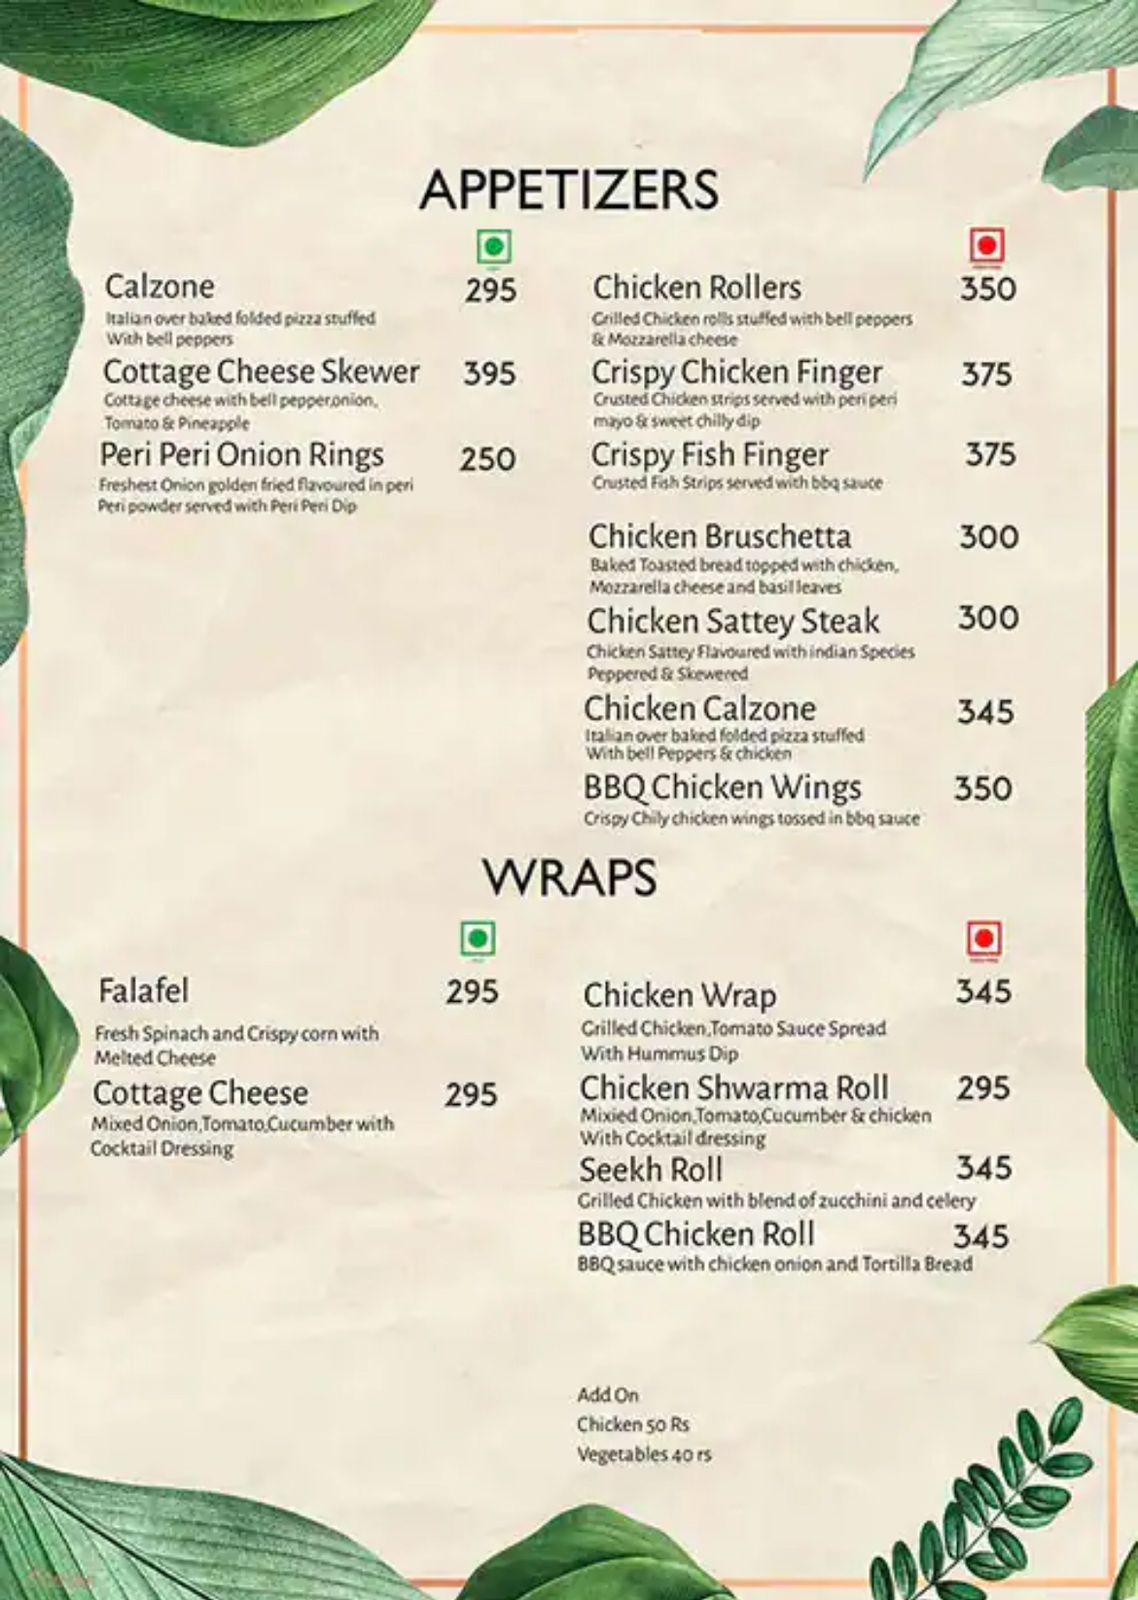 APPETIZERS
Calzone 295
Italian over baked folded pizza stuffed
With bell peppers
Cottage Cheese Skewer 395
Cottage cheese with bell pepper,onion,
Tomato & Pineapple
Peri Peri Onion Rings 250
Freshest Onion golden fried flavoured in peri
Peri powder served with Peri Peri Dip
Chicken Rollers 350
Grilled Chicken rolls stuffed with bell peppers
& Mozzarella cheese
Crispy Chicken Finger 375
Crusted Chicken strips served with peri peri
mayo & sweet chilly dip
Crispy Fish Finger 375
Crusted Fish Strips served with bbq sauce
Chicken Bruschetta 300
Baked Toasted bread topped with chicken,
Mozzarella cheese and basil leaves
Chicken Sattey Steak 300
Chicken Sattey Flavoured with indian Species
Peppered & Skewered
Chicken Calzone 345
Italian over baked folded pizza stuffed
With bell Peppers & chicken
BBQ Chicken Wings 350
Crispy Chily chicken wings tossed in bbq sauce
WRAPS
Falafel 295
Fresh Spinach and Crispy corn with
Melted Cheese
Cottage Cheese 295
Mixed Onion,Tomato,Cucumber with
Cocktail Dressing
Chicken Wrap 345
Grilled Chicken,Tomato Sauce Spread
With Hummus Dip
Chicken Shwarma Roll 295
Mixied Onion,Tomato,Cucumber & chicken
With Cocktail dressing
Seekh Roll 345
Grilled Chicken with blend of zucchini and celery
BBQ Chicken Roll 345
BBQ sauce with chicken onion and Tortilla Bread
Add On
Chicken 50 Rs
Vegetables 40 rs